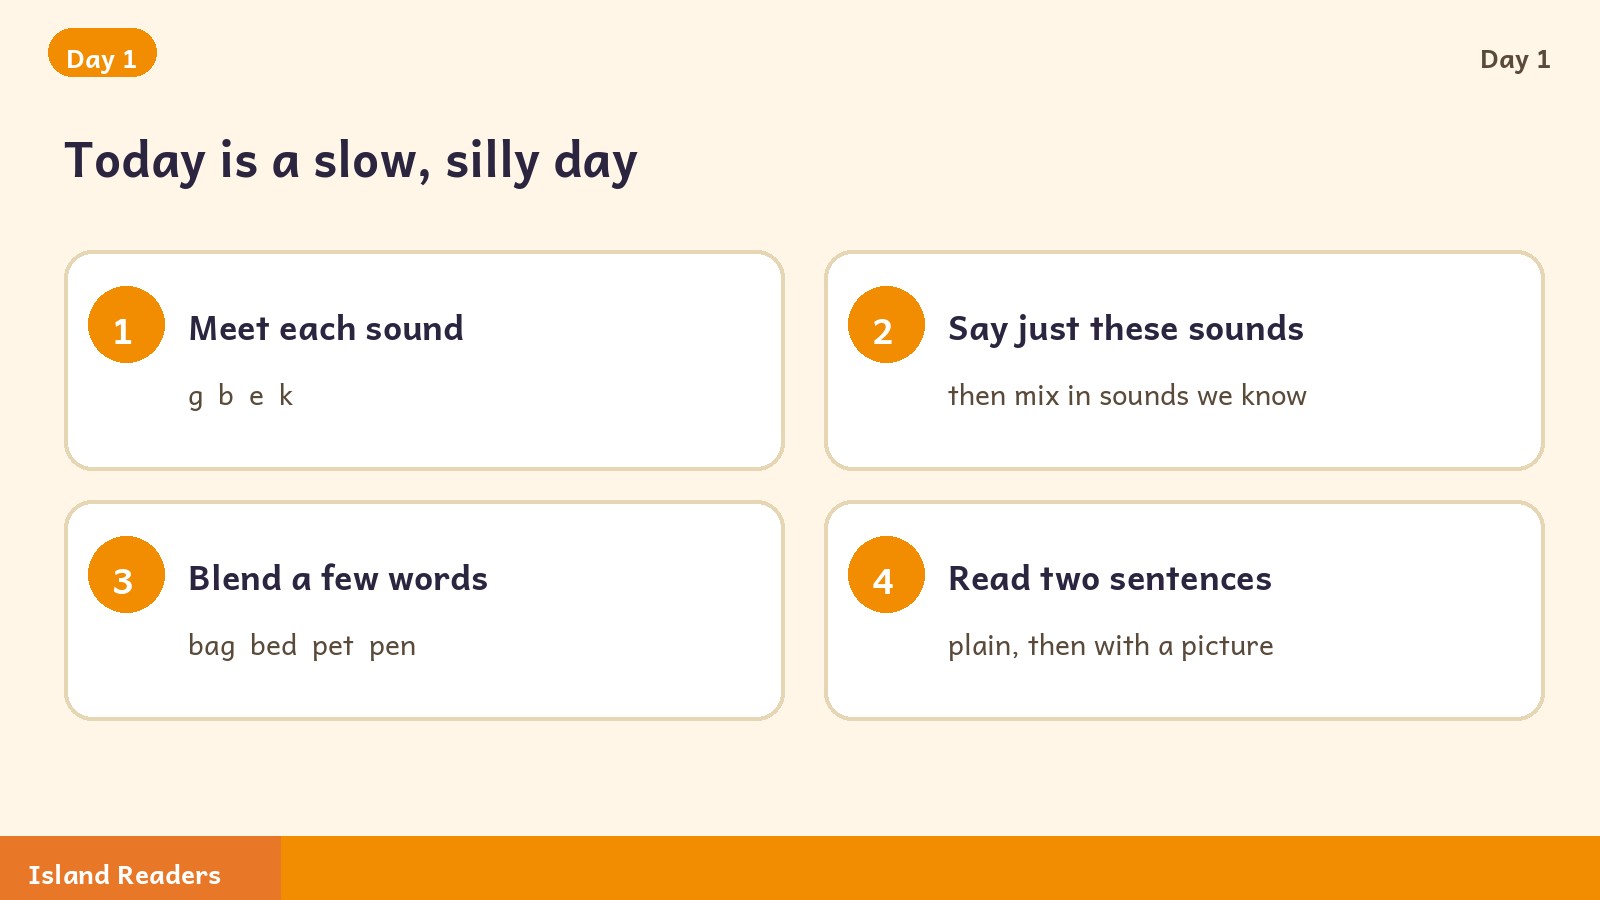 Day 1
Day 1
Today is a slow, silly day
1
Meet each sound
g b e k
2
Say just these sounds
then mix in sounds we know
3
Blend a few words
bag bed pet pen
4
Read two sentences
plain, then with a picture
Island Readers